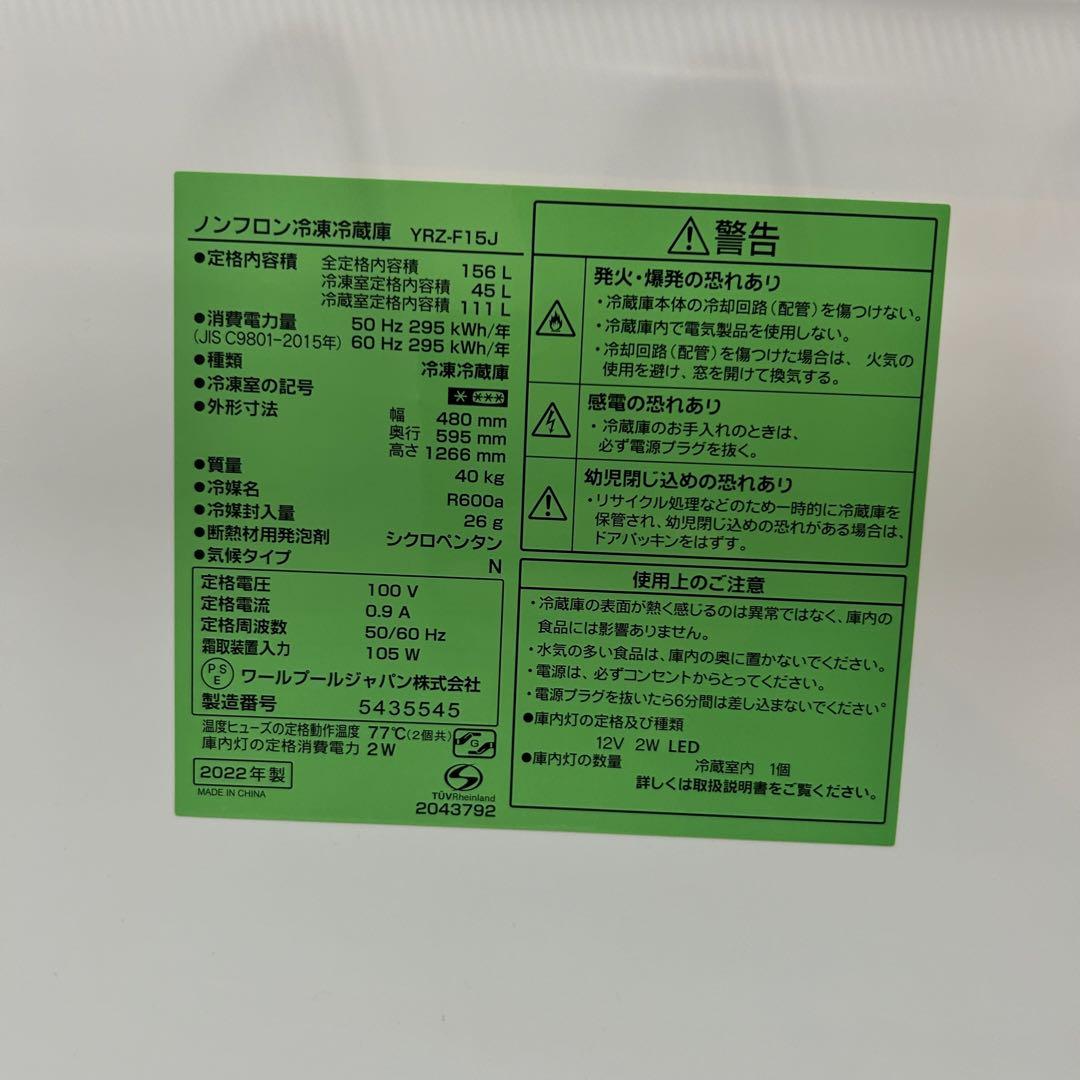 ノンフロン冷凍冷蔵庫 YRZ-F15J
●定格内容積 全定格内容積 156 L
冷凍室定格内容積 45 L
冷蔵室定格内容積 111 L
●消費電力量 50 Hz 295 kWh/年
(JIS C9801-2015年) 60 Hz 295 kWh/年
●種類 冷凍冷蔵庫
●冷凍室の記号 * ***
●外形寸法 幅 480 mm
奥行 595 mm
高さ 1266 mm
●質量 40 kg
●冷媒名 R600a
●冷媒封入量 26 g
●断熱材用発泡剤 シクロペンタン
●気候タイプ N
定格電圧 100 V
定格電流 0.9 A
定格周波数 50/60 Hz
霜取装置入力 105 W
PSE ワールプールジャパン株式会社
製造番号 5435545
温度ヒューズの定格動作温度 77℃(2個共)
庫内灯の定格消費電力 2W
G
2022年製
MADE IN CHINA
TÜVRheinland
2043792
警告
発火・爆発の恐れあり
・冷蔵庫本体の冷却回路(配管)を傷つけない。
・冷蔵庫内で電気製品を使用しない。
・冷却回路(配管)を傷つけた場合は、火気の
使用を避け、窓を開けて換気する。
感電の恐れあり
・冷蔵庫のお手入れのときは、
必ず電源プラグを抜く。
幼児閉じ込めの恐れあり
・リサイクル処理などのため一時的に冷蔵庫を
保管され、幼児閉じ込めの恐れがある場合は、
ドアパッキンをはずす。
使用上のご注意
・冷蔵庫の表面が熱く感じるのは異常ではなく、庫内の
食品には影響ありません。
・水気の多い食品は、庫内の奥に置かないでください。
・電源は、必ずコンセントからとってください。
・電源プラグを抜いたら6分間は差し込まないでください。
●庫内灯の定格及び種類
12V 2W LED
●庫内灯の数量 冷蔵室内 1個
詳しくは取扱説明書をご覧ください。